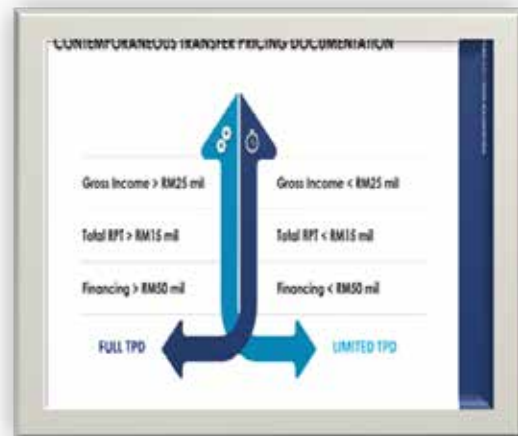 CONTEMPORANEOUS TRANSFER PRICING DOCUMENTATION
Gross Income > RM25 mil
Gross Income < RM25 mil
Total RPT > RM15 mil
Total RPT < RM15 mil
Financing > RM50 mil
Financing < RM50 mil
FULL TPD
LIMITED TPD